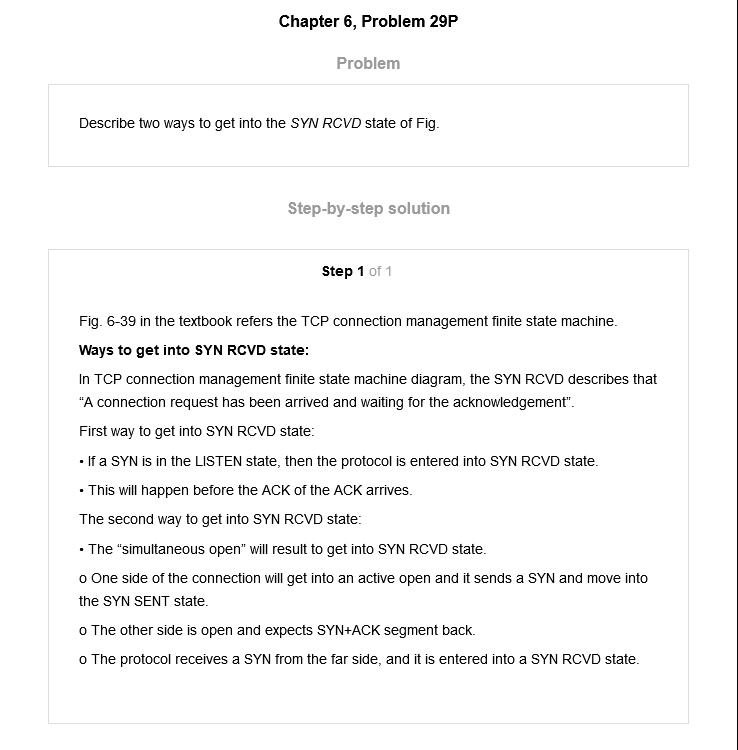 Chapter 6, Problem 29P
Problem
Describe two ways to get into the SYN RCVD state of Fig.
Step-by-step solution
Step 1 of 1
Fig. 6-39 in the textbook refers the TCP connection management finite state machine.
Ways to get into SYN RCVD state:
In TCP connection management finite state machine diagram, the SYN RCVD describes that
“A connection request has been arrived and waiting for the acknowledgement”.
First way to get into SYN RCVD state:
• If a SYN is in the LISTEN state, then the protocol is entered into SYN RCVD state.
• This will happen before the ACK of the ACK arrives.
The second way to get into SYN RCVD state:
• The “simultaneous open” will result to get into SYN RCVD state.
o One side of the connection will get into an active open and it sends a SYN and move into
the SYN SENT state.
o The other side is open and expects SYN+ACK segment back.
o The protocol receives a SYN from the far side, and it is entered into a SYN RCVD state.